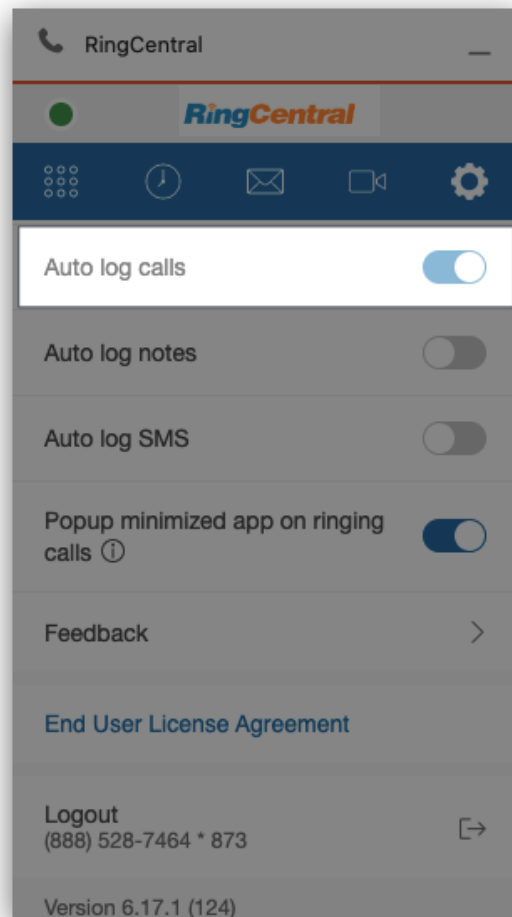 RingCentral
RingCentral
Auto log calls
Auto log notes
Auto log SMS
Popup minimized app on ringing
calls
Feedback
End User License Agreement
Logout
(888) 528-7464 * 873
Version 6.17.1 (124)